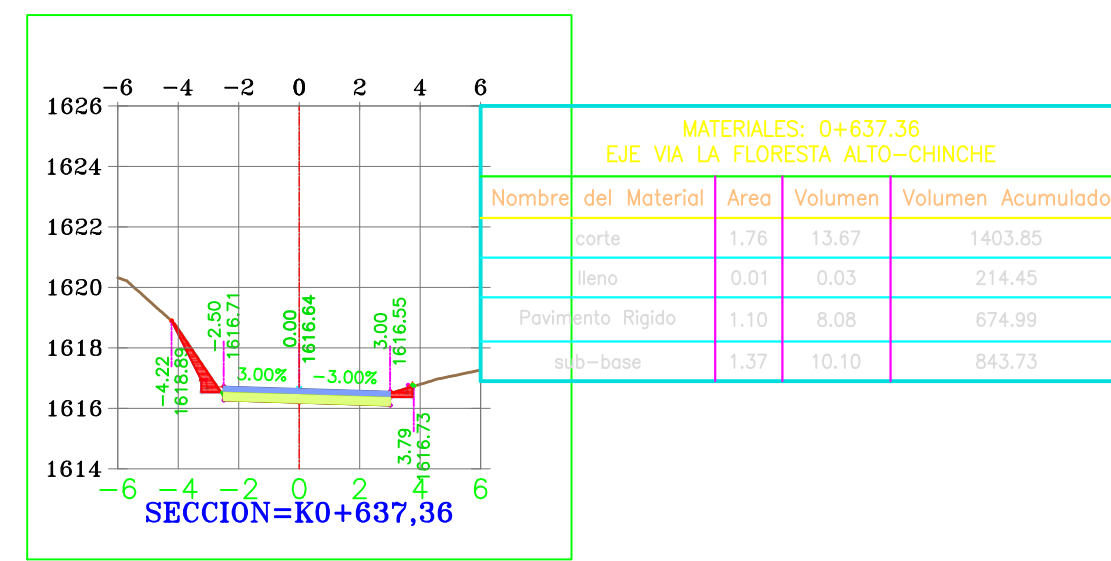 -6 -4 -2 0 2 4 6
1626
1624
1622
1620
1618
1616
1614
-4.22
1618.89
-2.50
1616.71
0.00
1616.64
3.00
1616.55
3.79
1616.73
3.00%
-3.00%
-6 -4 -2 0 2 4 6
SECCION=K0+637,36
MATERIALES: 0+637.36
EJE VIA LA FLORESTA ALTO-CHINCHE
Nombre del Material Area Volumen Volumen Acumulado
corte 1.76 13.67 1403.85
lleno 0.01 0.03 214.45
Pavimento Rigido 1.10 8.08 674.99
sub-base 1.37 10.10 843.73